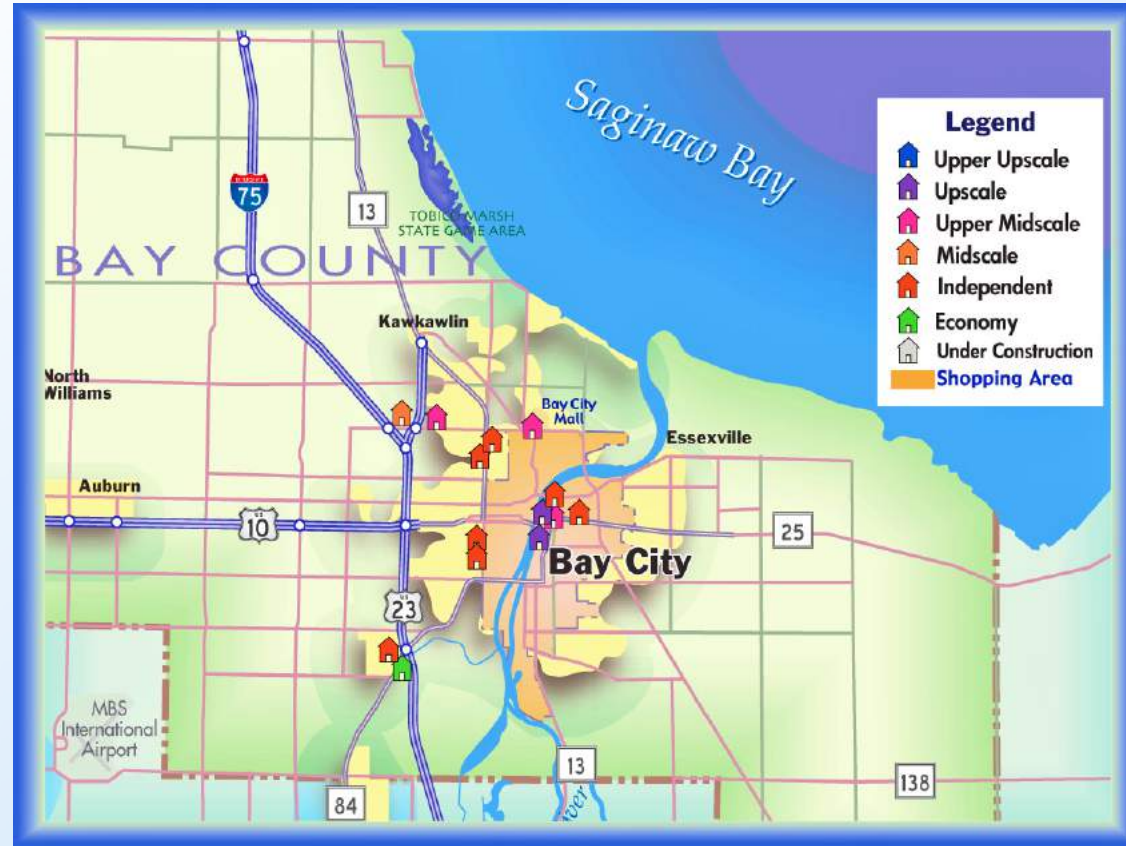 Saginaw Bay
Legend
Upper Upscale
Upscale
Upper Midscale
Midscale
Independent
Economy
Under Construction
Shopping Area
75
13
TOBICO MARSH
STATE GAME AREA
BAY COUNTY
Kawkawlin
North
Williams
Bay City
Mall
Essexville
Auburn
US
10
25
Bay City
US
23
MBS
International
Airport
13
138
84